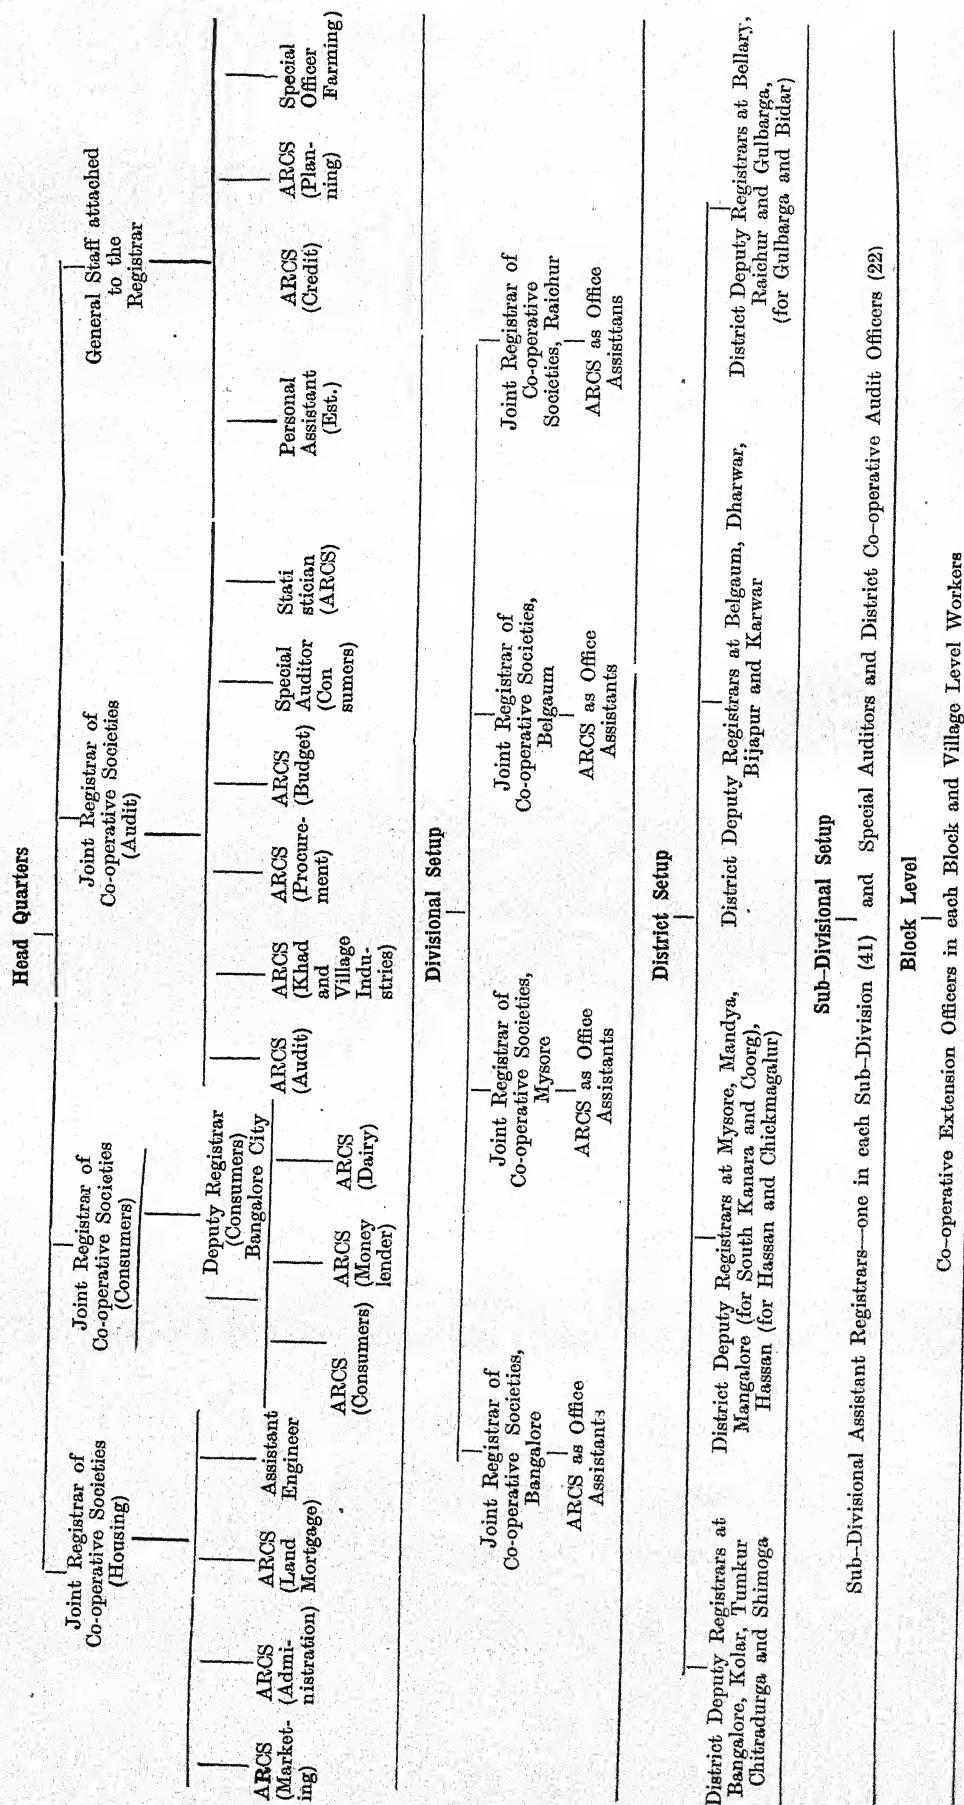 Head Quarters
Joint Registrar of
Co-operative Societies
(Housing)
Joint Registrar of
Co-operative Societies
(Consumers)
Joint Registrar of
Co-operative Societies
(Audit)
General Staff attached
to the
Registrar
ARCS
(Market-
ing)
ARCS
(Admi-
nistration)
ARCS
(Land
Mortgage)
Assistant
Engineer
Deputy Registrar
(Consumers)
Bangalore City
ARCS
(Consumers)
ARCS
(Money
lender)
ARCS
(Dairy)
ARCS
(Audit)
ARCS
(Khad
and
Village
Indu-
stries)
ARCS
(Procure-
ment)
ARCS
(Budget)
Special
Auditor
(Con
sumers)
Stati
stician
(ARCS)
Personal
Assistant
(Est.)
ARCS
(Credit)
ARCS
(Plan-
ning)
Special
Officer
Farming)
Divisional Setup
Joint Registrar of
Co-operative Societies,
Bangalore
ARCS as Office
Assistants
Joint Registrar of
Co-operative Societies,
Mysore
ARCS as Office
Assistants
Joint Registrar of
Co-operative Societies,
Belgaum
ARCS as Office
Assistants
Joint Registrar of
Co-operative
Societies, Raichur
ARCS as Office
Assisttans
District Setup
District Deputy Registrars at
Bangalore, Kolar, Tumkur
Chitradurga and Shimoga
District Deputy Registrars at Mysore, Mandya,
Mangalore (for South Kanara and Coorg),
Hassan (for Hassan and Chickmagalur)
District Deputy Registrars at Belgaum, Dharwar,
Bijapur and Karwar
District Deputy Registrars at Bellary,
Raichur and Gulbarga,
(for Gulbarga and Bidar)
Sub-Divisional Setup
Sub-Divisional Assistant Registrars—one in each Sub-Division (41) and Special Auditors and District Co-operative Audit Officers (22)
Block Level
Co-operative Extension Officers in each Block and Village Level Workers